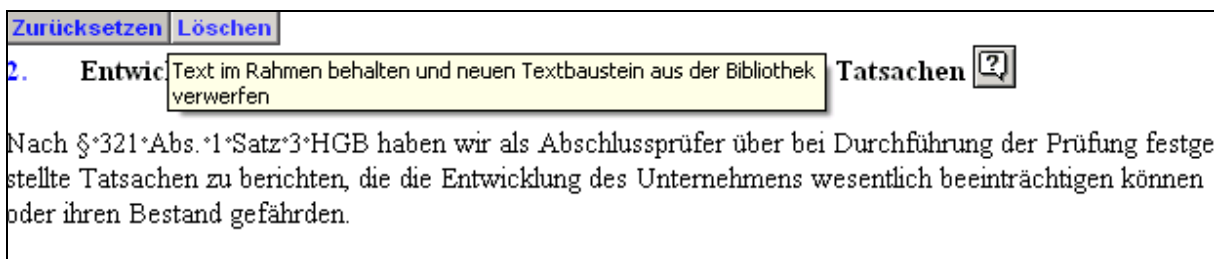 Zurücksetzen Löschen
2. Entwic Tatsachen
Text im Rahmen behalten und neuen Textbaustein aus der Bibliothek
verwerfen
Nach §°321°Abs.°1°Satz°3°HGB haben wir als Abschlussprüfer über bei Durchführung der Prüfung festge
stellte Tatsachen zu berichten, die die Entwicklung des Unternehmens wesentlich beeinträchtigen können
oder ihren Bestand gefährden.